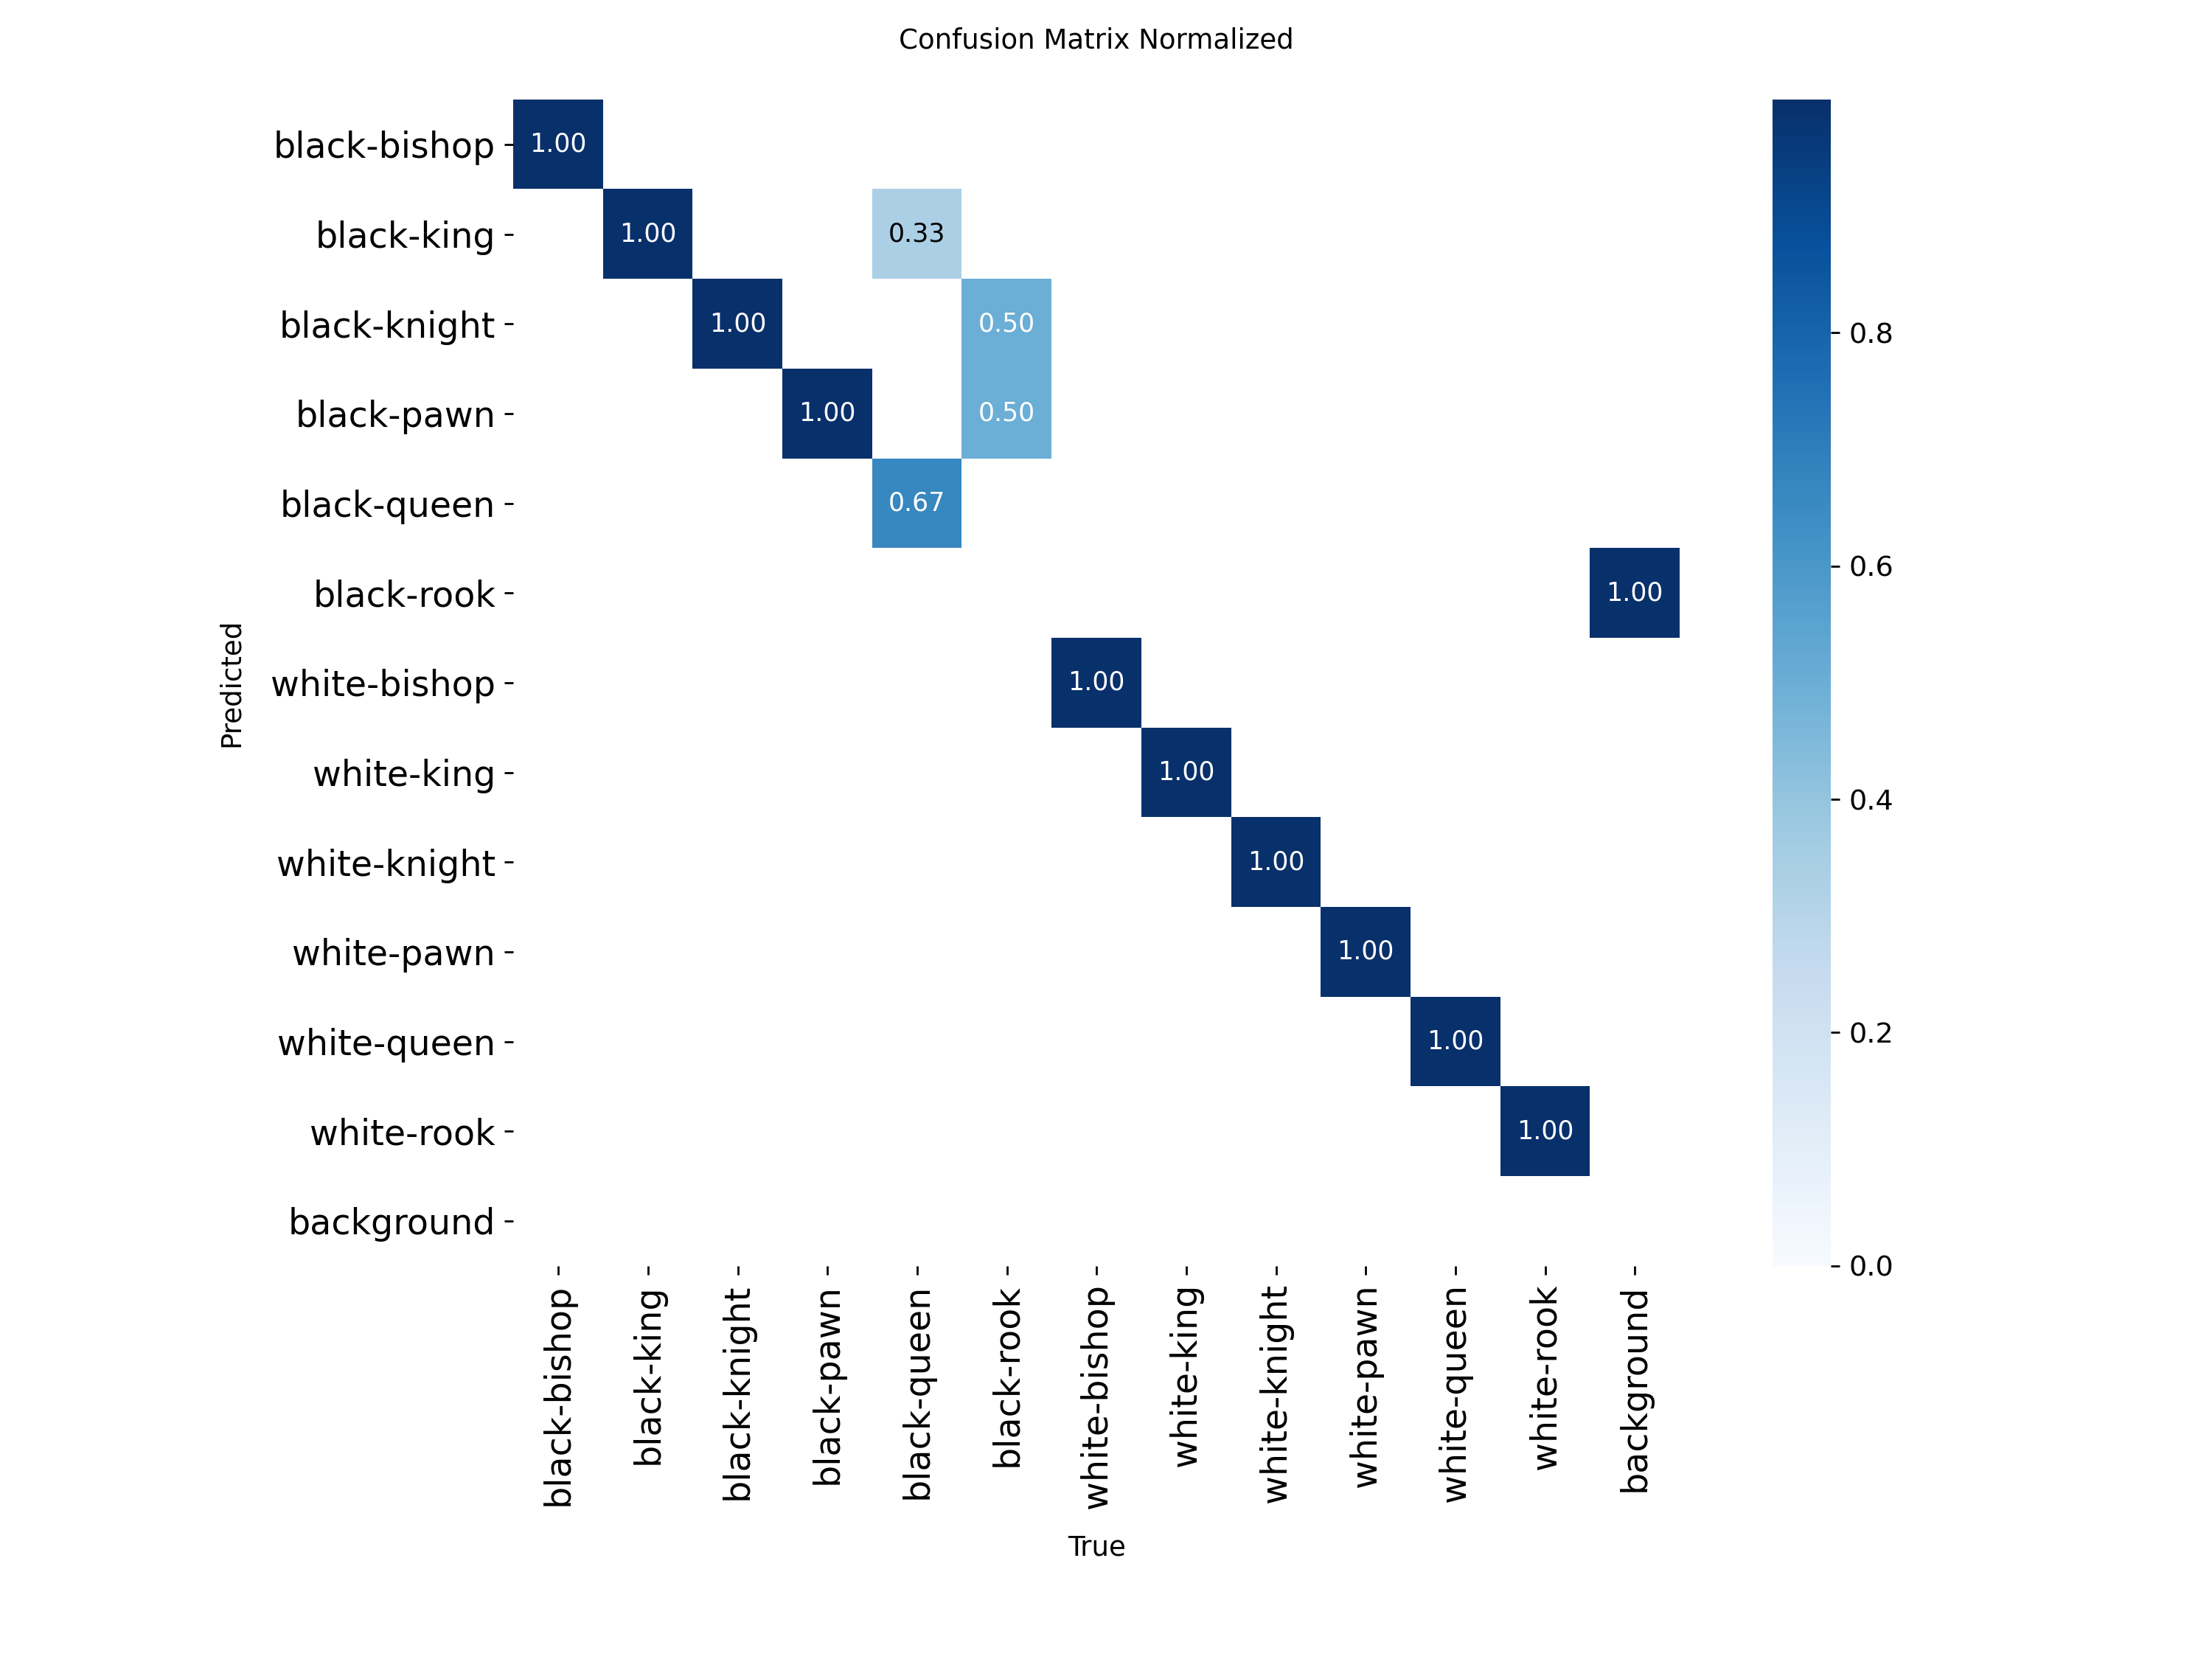 Confusion Matrix Normalized
black-bishop
1.00
black-king
1.00
0.33
black-knight
1.00
0.50
0.8
black-pawn
1.00
0.50
black-queen
0.67
0.6
black-rook
1.00
Predicted
white-bishop
1.00
white-king
1.00
0.4
white-knight
1.00
white-pawn
1.00
white-queen
1.00
0.2
white-rook
1.00
background
0.0
black-bishop
black-king
black-knight
black-pawn
black-queen
black-rook
white-bishop
white-king
white-knight
white-pawn
white-queen
white-rook
background
True